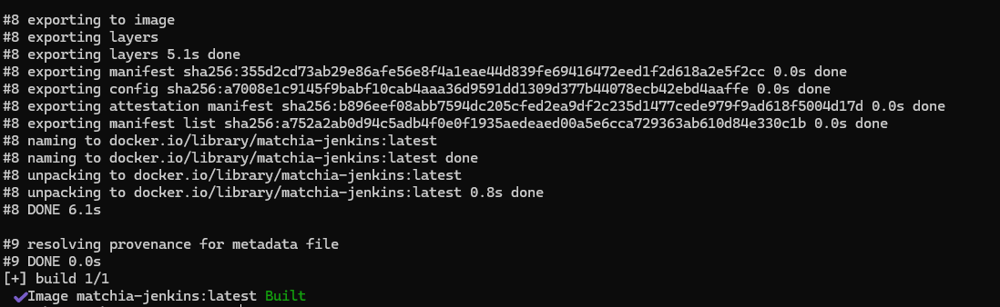 #8 exporting to image
#8 exporting layers
#8 exporting layers 5.1s done
#8 exporting manifest sha256:355d2cd73ab29e86afe56e8f4a1eae44d839fe69416472eed1f2d618a2e5f2cc 0.0s done
#8 exporting config sha256:a7008e1c9145f9babf10cab4aaa36d9591dd1309d377b44078ecb42ebd4aaffe 0.0s done
#8 exporting attestation manifest sha256:b896eef08abb7594dc205cfed2ea9df2c235d1477cede979f9ad618f5004d17d 0.0s done
#8 exporting manifest list sha256:a752a2ab0d94c5adb4f0e0f1935aedeaed00a5e6cca729363ab610d84e330c1b 0.0s done
#8 naming to docker.io/library/matchia-jenkins:latest
#8 naming to docker.io/library/matchia-jenkins:latest done
#8 unpacking to docker.io/library/matchia-jenkins:latest
#8 unpacking to docker.io/library/matchia-jenkins:latest 0.8s done
#8 DONE 6.1s
#9 resolving provenance for metadata file
#9 DONE 0.0s
[+] build 1/1
✔Image matchia-jenkins:latest Built